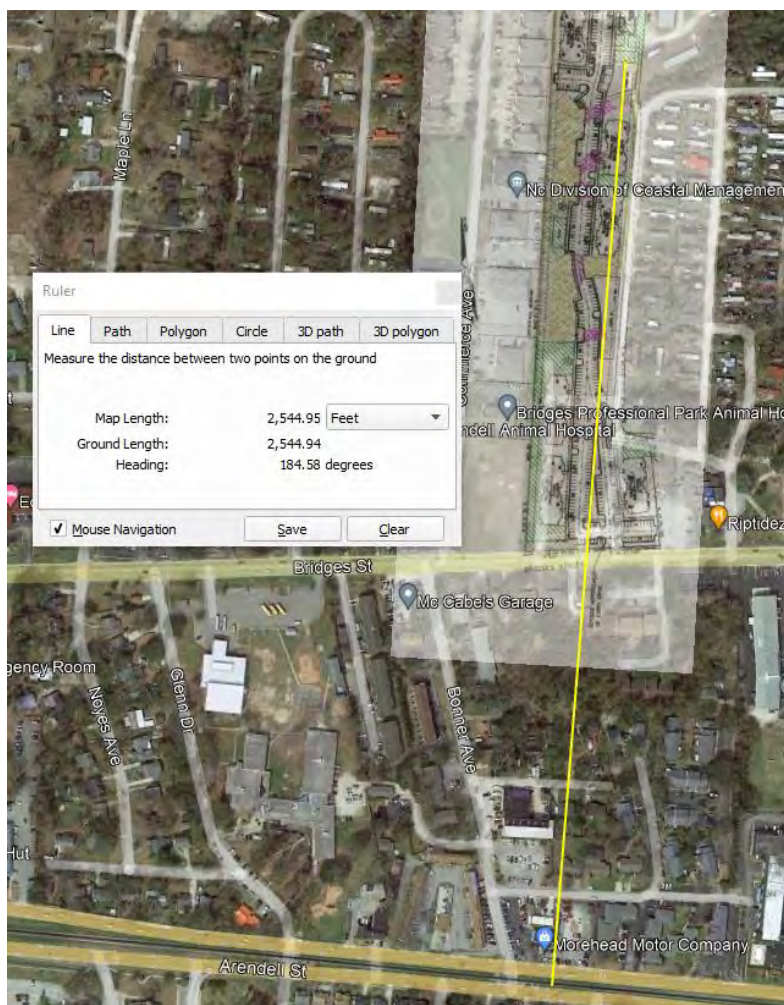 Maple Ln
Nc Division of Coastal Management
Ruler
Line Path Polygon Circle 3D path 3D polygon
Measure the distance between two points on the ground
Map Length: 2,544.95 Feet
Ground Length: 2,544.94
Heading: 184.58 degrees
Mouse Navigation Save Clear
Commerce Ave
Bridges Professional Park Animal Ho
ndell Animal Hospital
Riptidez
Bridges St
Mc Cabe's Garage
gency Room
Noyes Ave
Glenn Dr
Bonner Ave
Hut
Morehead Motor Company
Arendell St